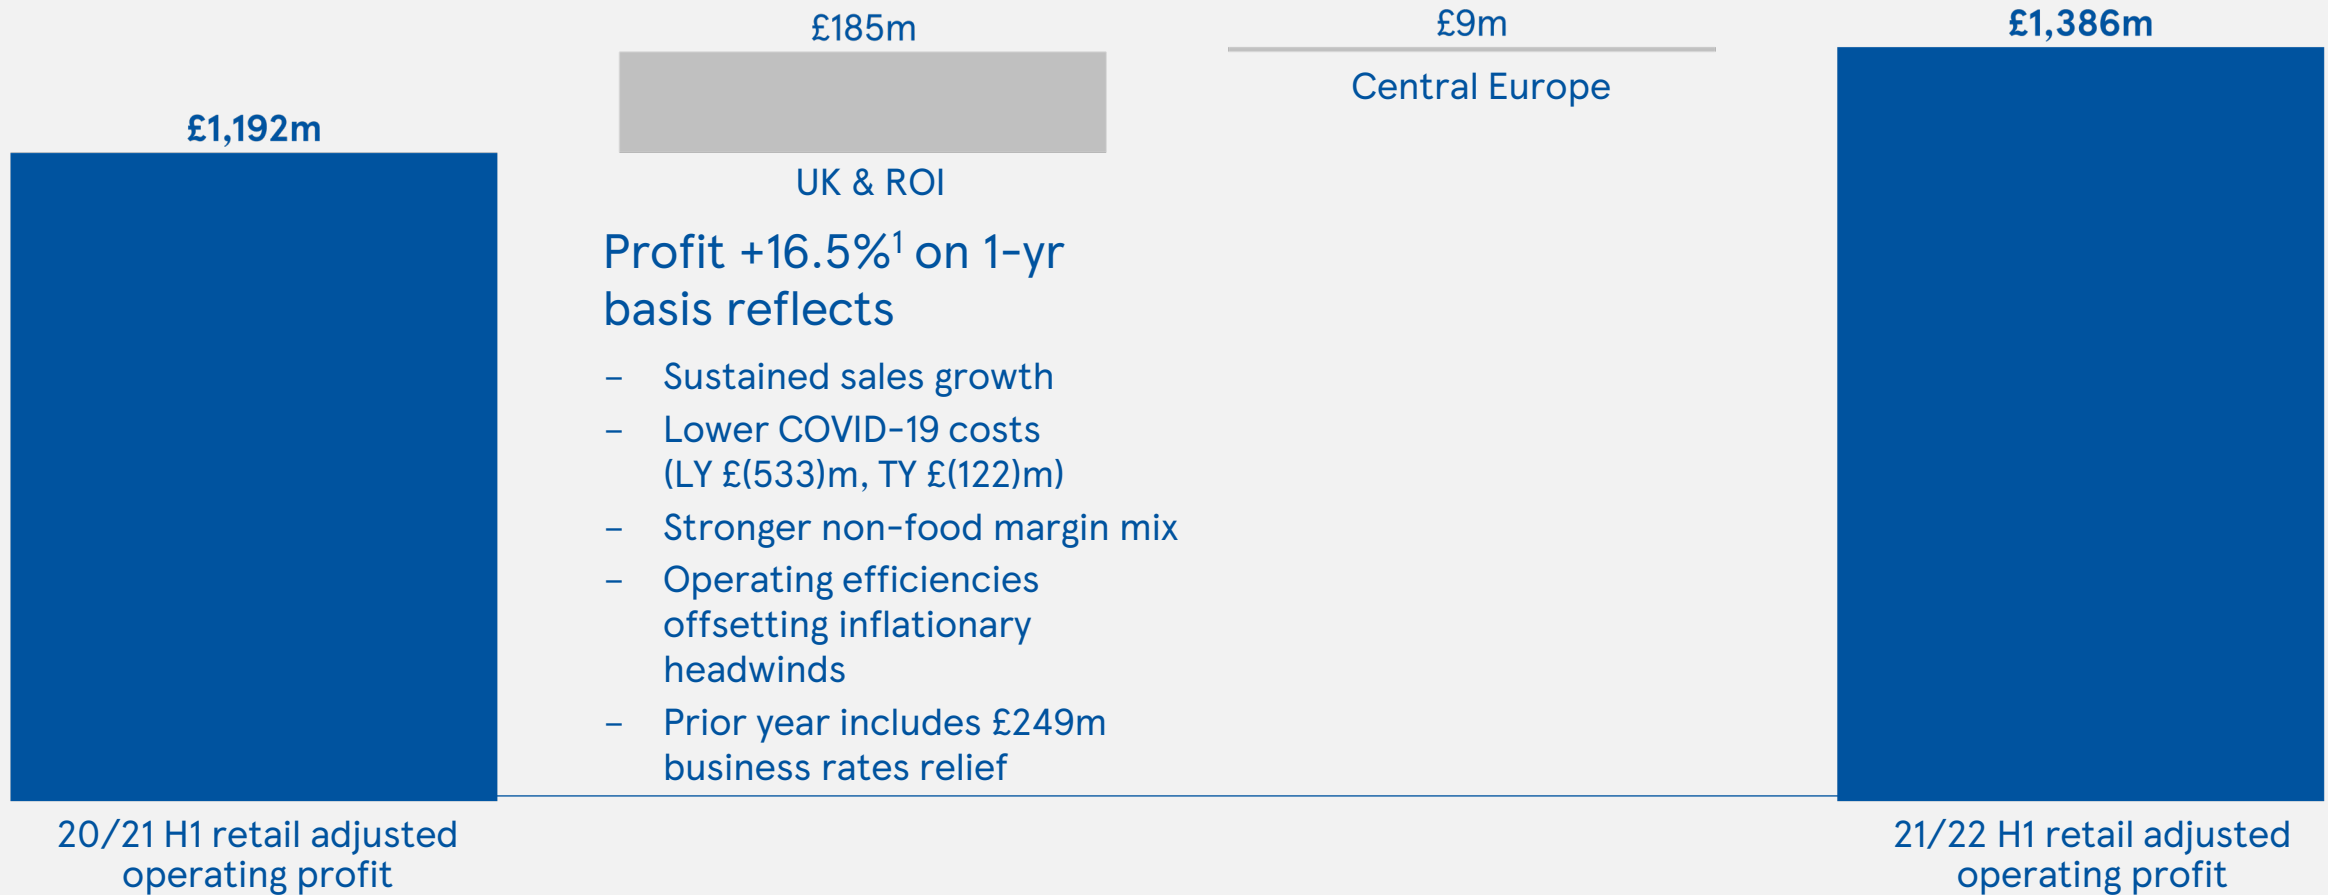 £1,192m
20/21 H1 retail adjusted
operating profit
£185m
UK & ROI
Profit +16.5%¹ on 1-yr
basis reflects
– Sustained sales growth
– Lower COVID-19 costs
(LY £(533)m, TY £(122)m)
– Stronger non-food margin mix
– Operating efficiencies
offsetting inflationary
headwinds
– Prior year includes £249m
business rates relief
£9m
Central Europe
£1,386m
21/22 H1 retail adjusted
operating profit